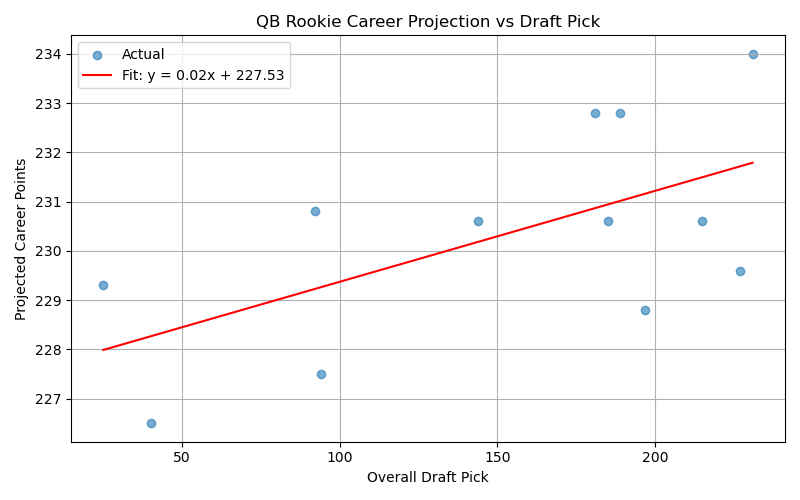 QB Rookie Career Projection vs Draft Pick
Actual
Fit: y = 0.02x + 227.53
234
233
232
231
230
229
228
227
Projected Career Points
50
100
150
200
Overall Draft Pick